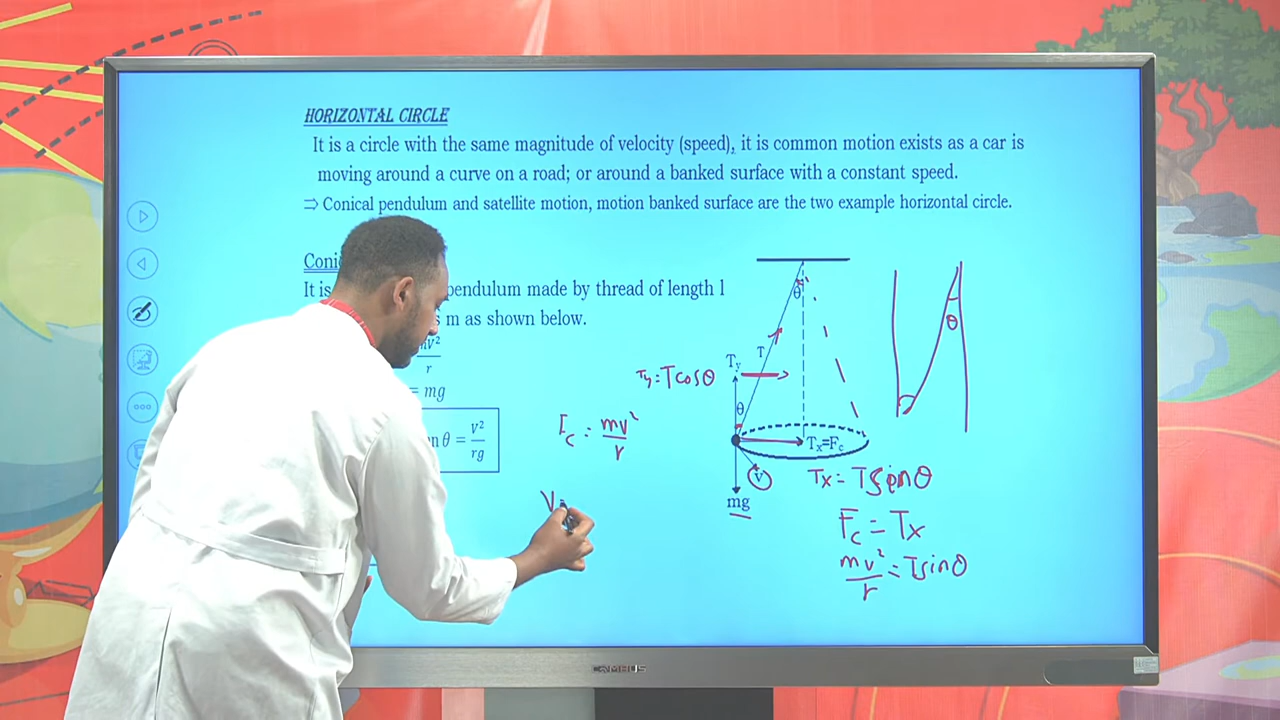 HORIZONTAL CIRCLE
It is a circle with the same magnitude of velocity (speed), it is common motion exists as a car is
moving around a curve on a road; or around a banked surface with a constant speed.
⇒ Conical pendulum and satellite motion, motion banked surface are the two example horizontal circle.
Coni
It is pendulum made by thread of length l
m as shown below.
mv²/r
= mg
n θ = v²/rg
Fc = mv²/r
V=
Ty = Tcosθ
Ty
T
θ
θ
θ
Tx=Fc
v
mg
Tx = Tsinθ
Fc = Tx
mv²/r = Tsinθ
CAMBUS